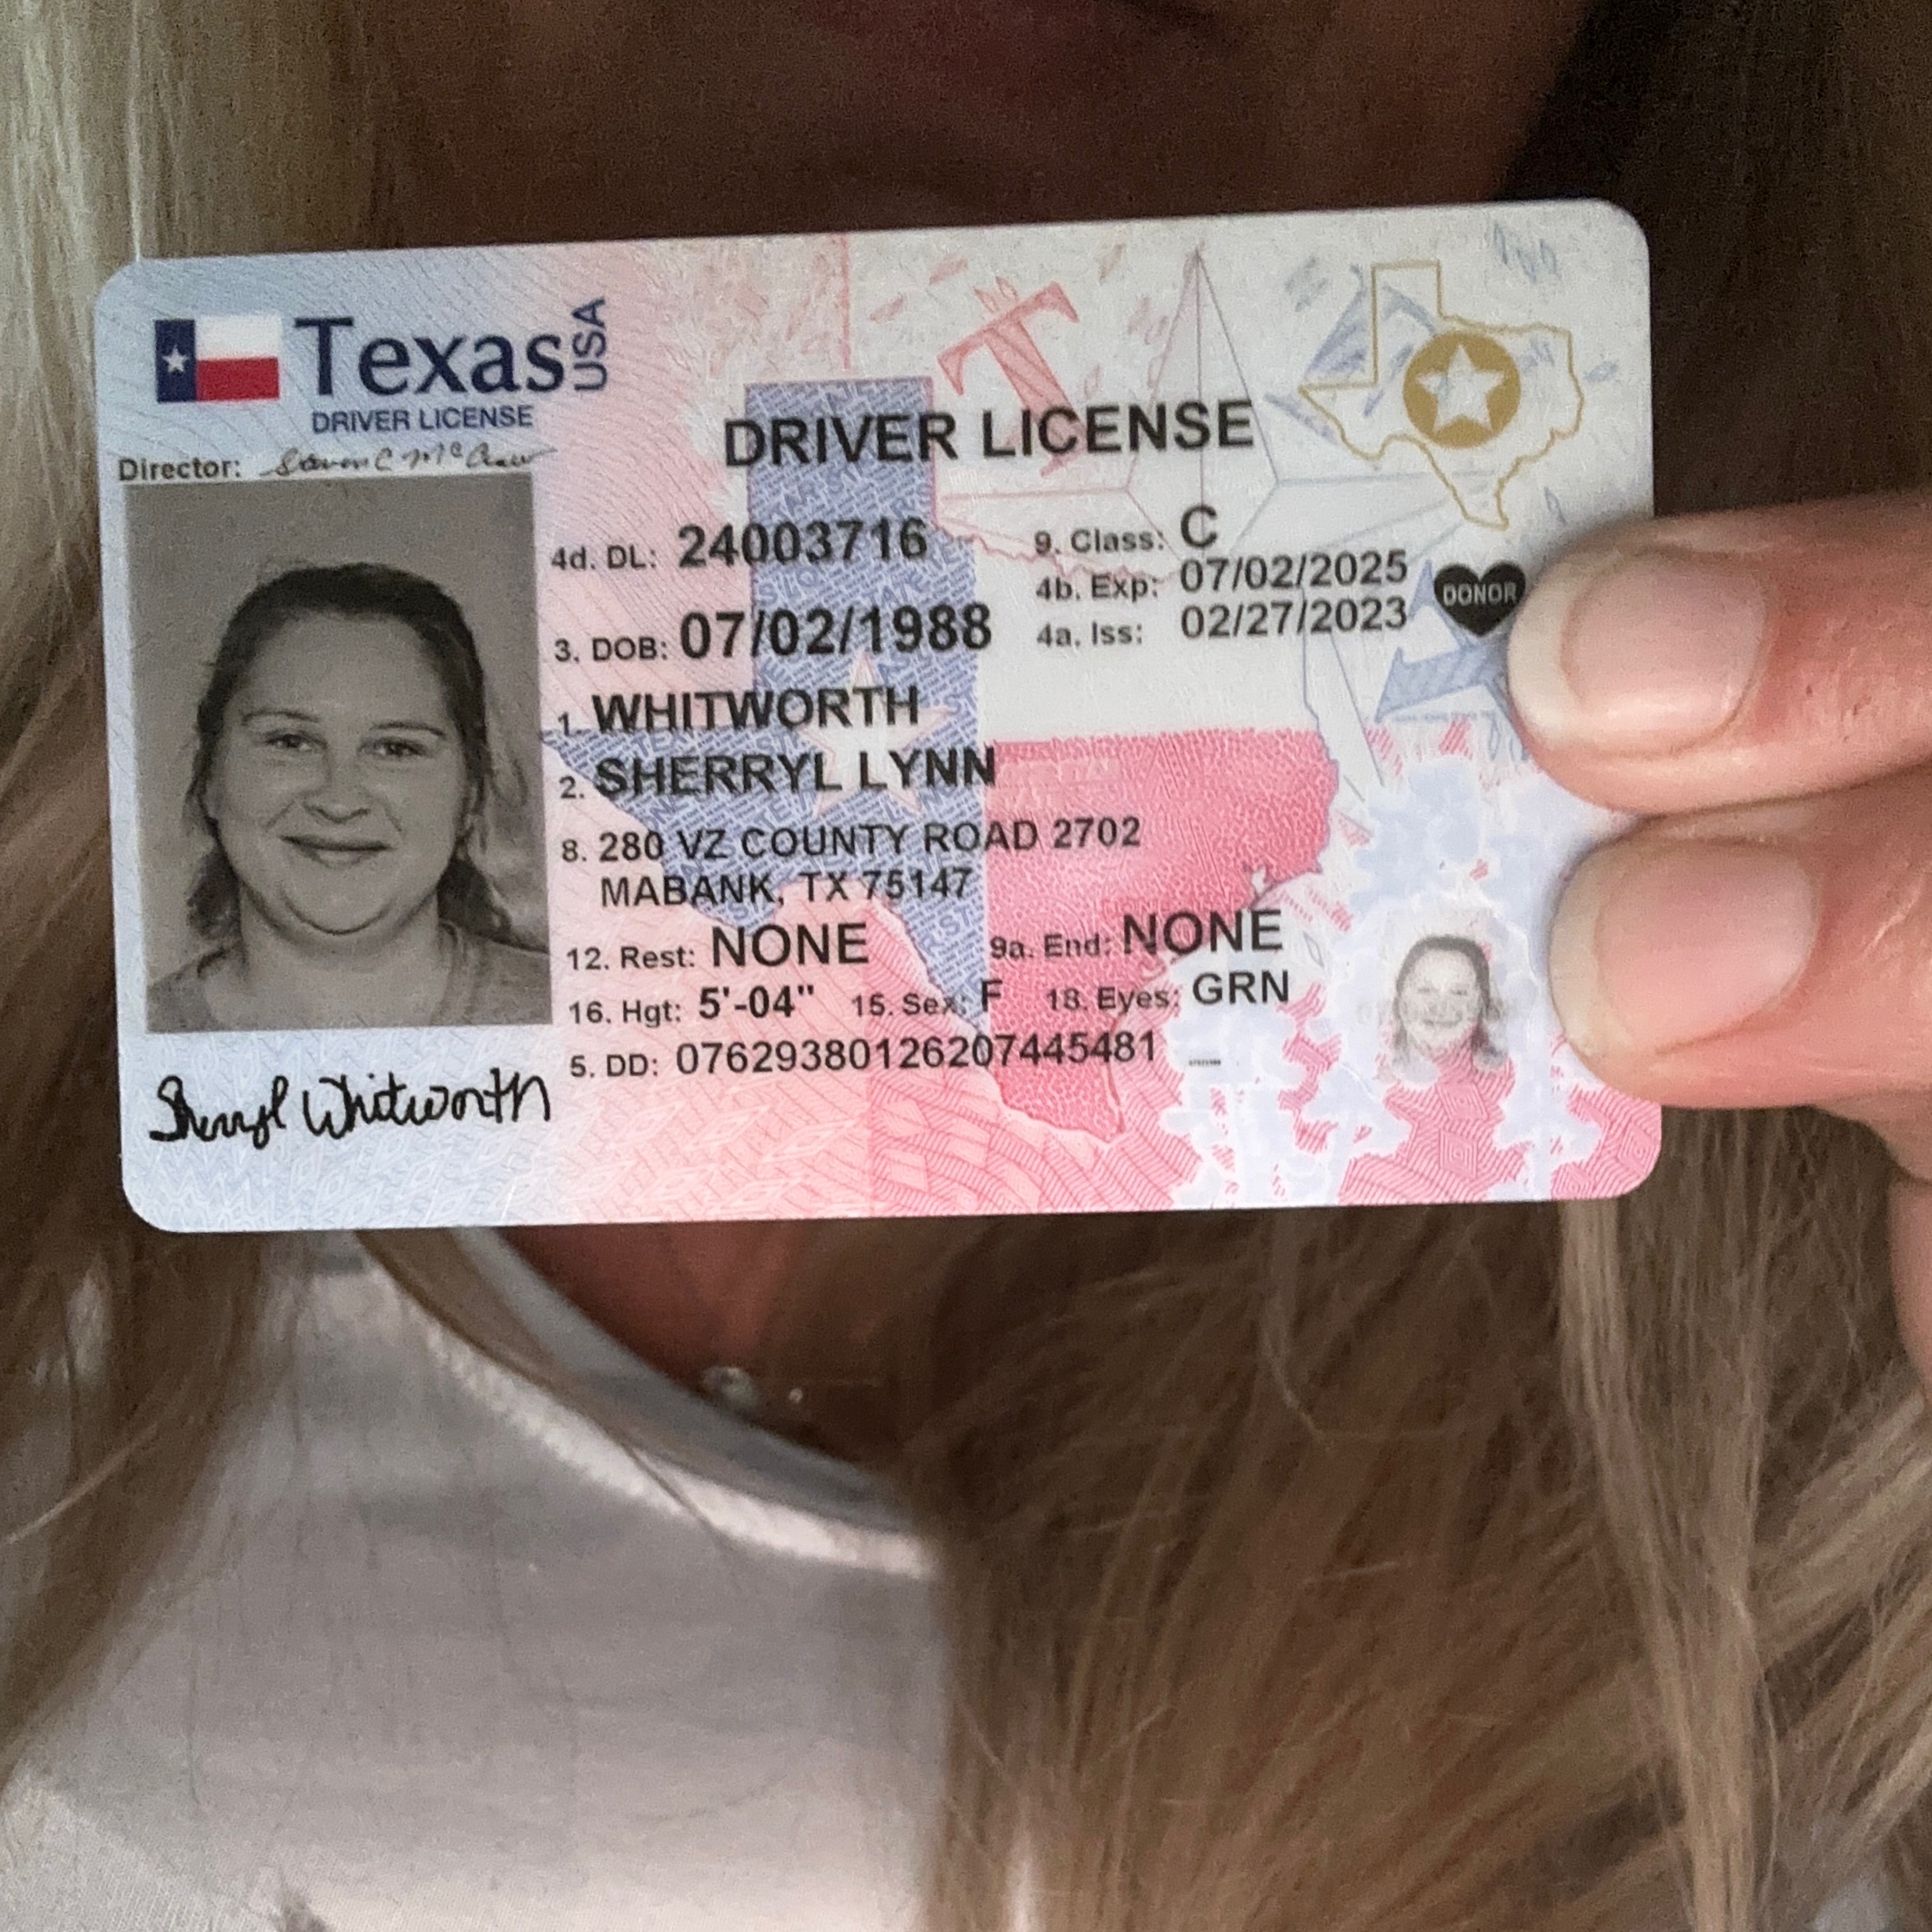 Texas USA
DRIVER LICENSE
Director: Steven C McCraw
DRIVER LICENSE
4d. DL: 24003716
9. Class: C
4b. Exp: 07/02/2025
DONOR
3. DOB: 07/02/1988
4a. Iss: 02/27/2023
1. WHITWORTH
2. SHERRYL LYNN
8. 280 VZ COUNTY ROAD 2702
MABANK, TX 75147
12. Rest: NONE
9a. End: NONE
16. Hgt: 5'-04" 15. Sex: F 18. Eyes: GRN
5. DD: 07629380126207445481
Sherryl Whitworth